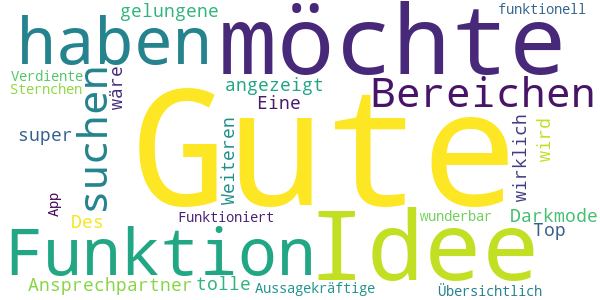 gelungene
funktionell
haben
möchte
Verdiente
Sternchen
suchen
wäre
angezeigt
Eine
Bereichen
super
Gute
Weiteren
wirklich
wird
App
Des
Funktioniert
wunderbar
Darkmode
Top
Funktion
Idee
Ansprechpartner
tolle
Aussagekräftige
Übersichtlich